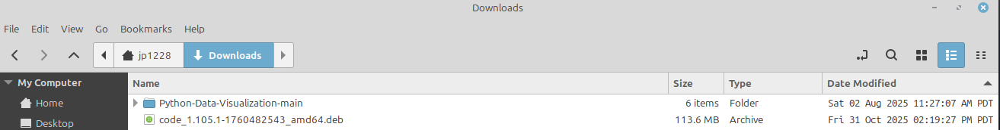 Downloads
File Edit View Go Bookmarks Help
jp1228 Downloads
My Computer Name Size Type Date Modified
Home Python-Data-Visualization-main 6 items Folder Sat 02 Aug 2025 11:27:07 AM PDT
Desktop code_1.105.1-1760482543_amd64.deb 113.6 MB Archive Fri 31 Oct 2025 02:19:27 PM PDT